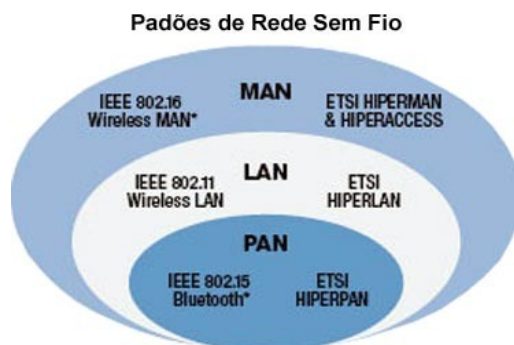 Padões de Rede Sem Fio
MAN
IEEE 802.16
Wireless MAN*
ETSI HIPERMAN
& HIPERACCESS
LAN
IEEE 802.11
Wireless LAN
ETSI
HIPERLAN
PAN
IEEE 802.15
Bluetooth*
ETSI
HIPERPAN